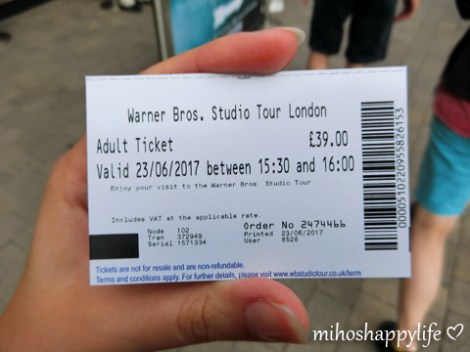 Warner Bros. Studio Tour London
Adult Ticket £39.00
Valid 23/06/2017 between 15:30 and 16:00
Enjoy your visit to the Warner Bros. Studio Tour
Includes VAT at the applicable rate.
Node 102 Order No 2474466
Tran 372949 Printed 23/06/2017
Serial 1571334 User 8528
Tickets are not for resale and are non-refundable.
Terms and conditions apply. For further details, please visit www.wbstudiotour.co.uk/term
0000510720955826153
mihoshappylife ♡